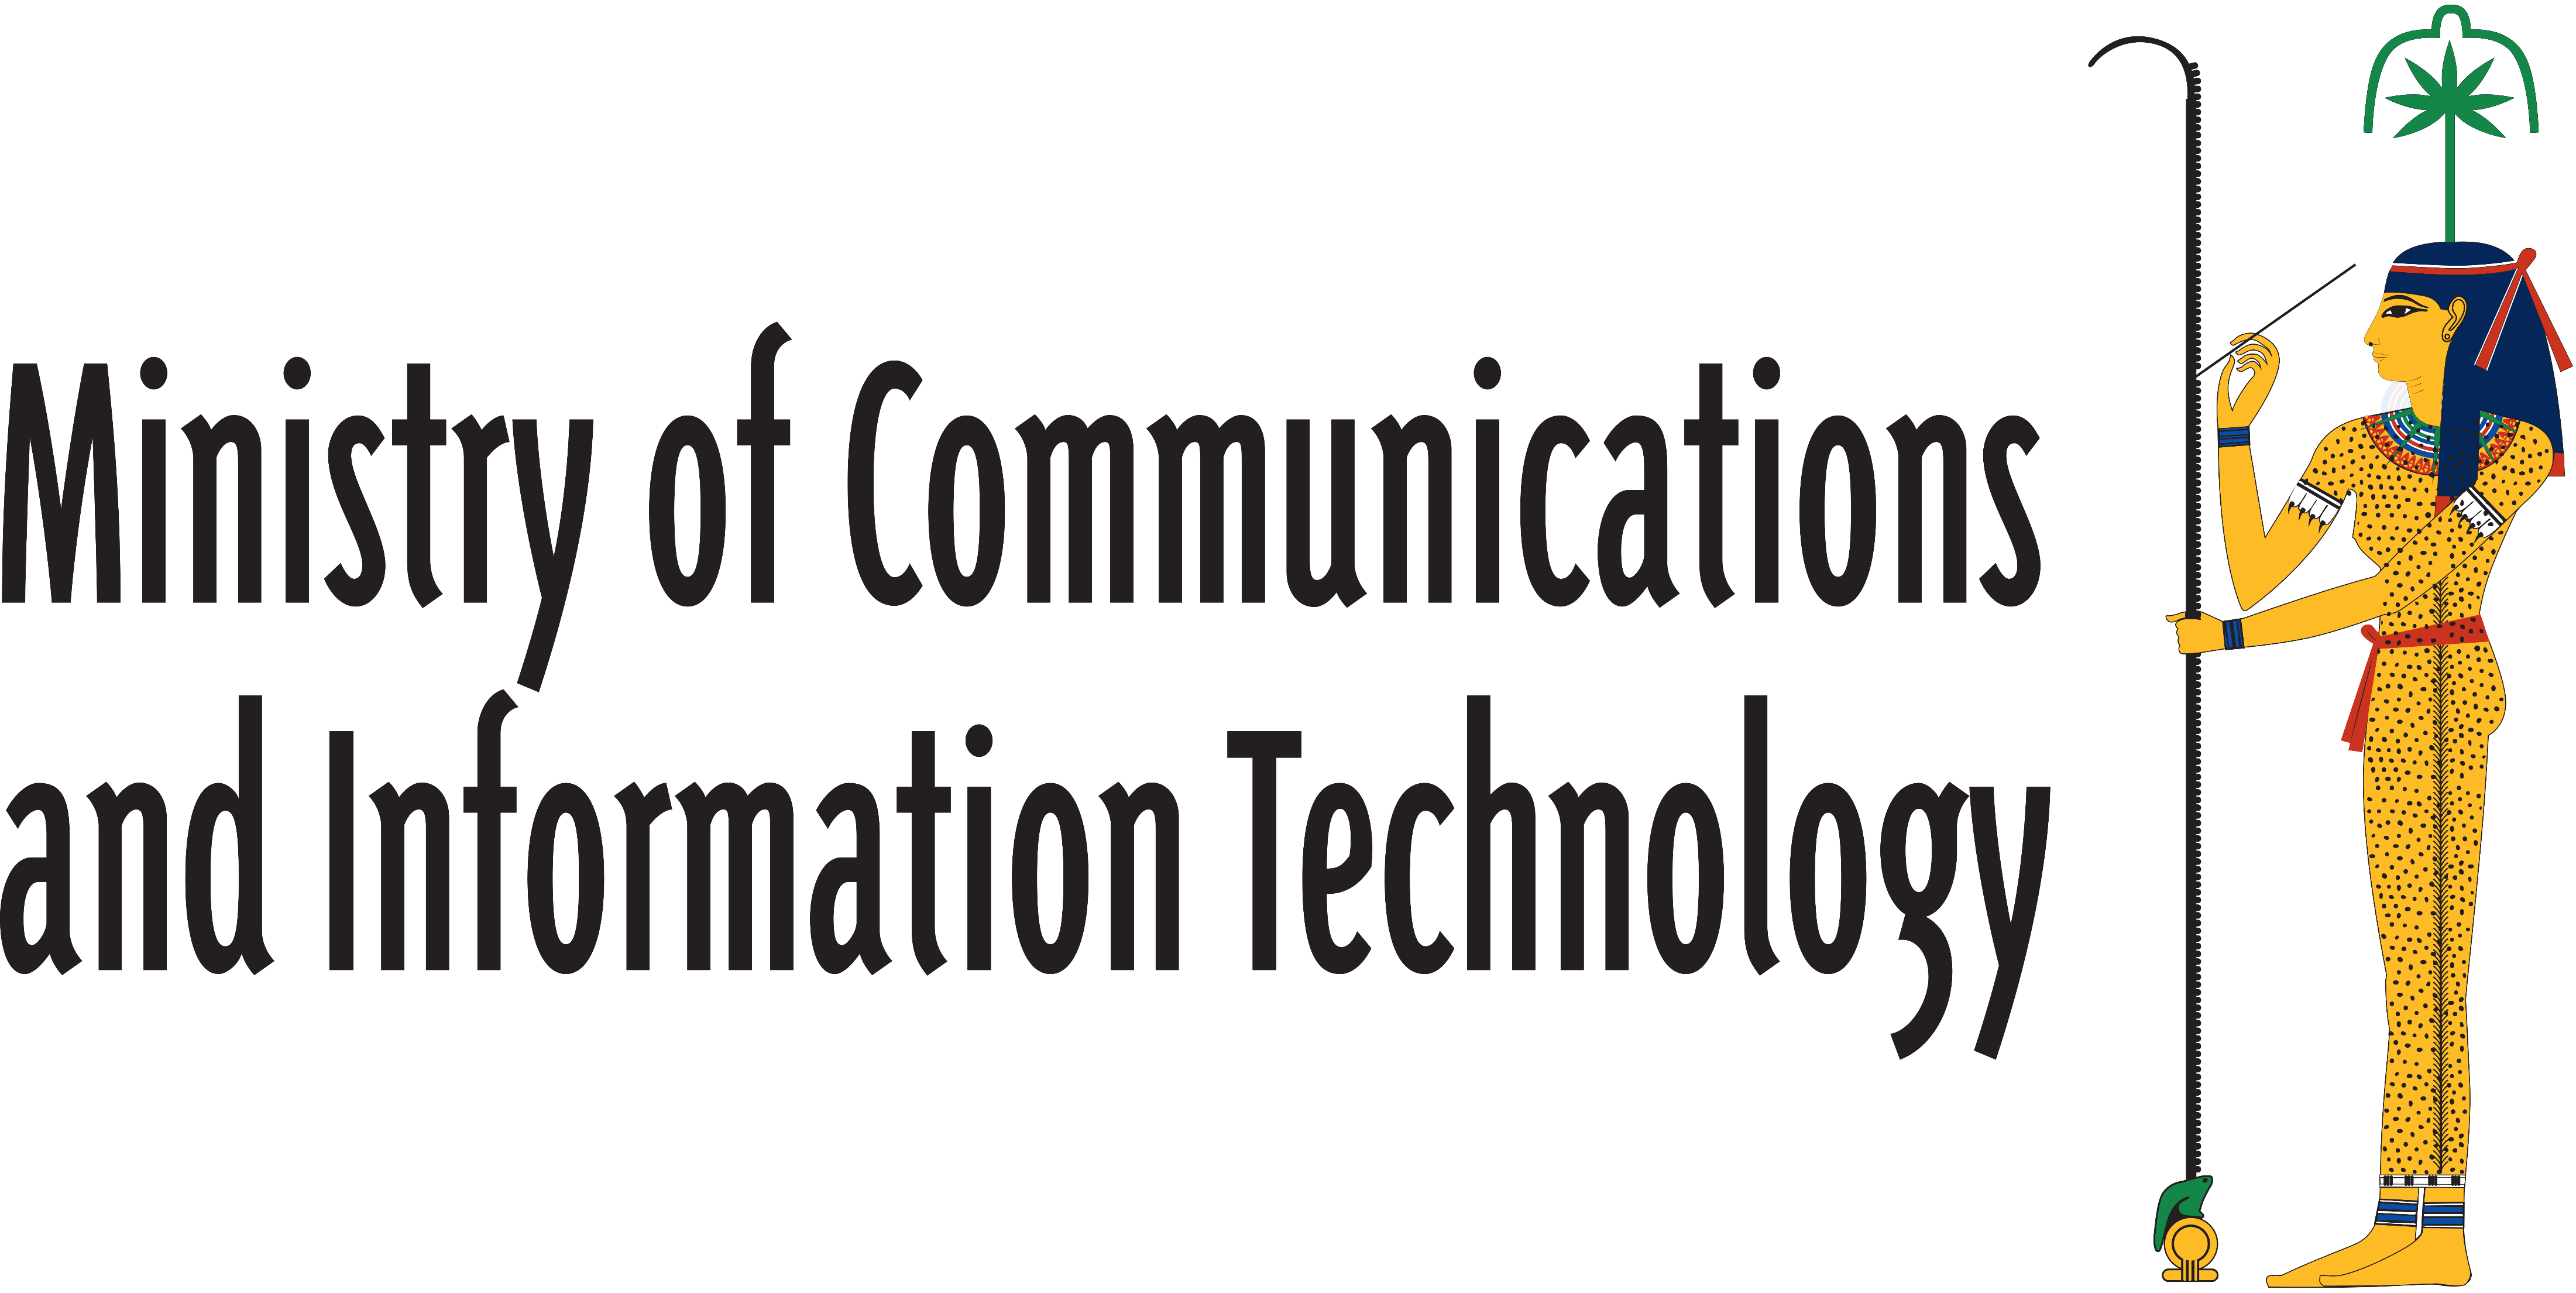 Ministry of Communications
and Information Technology